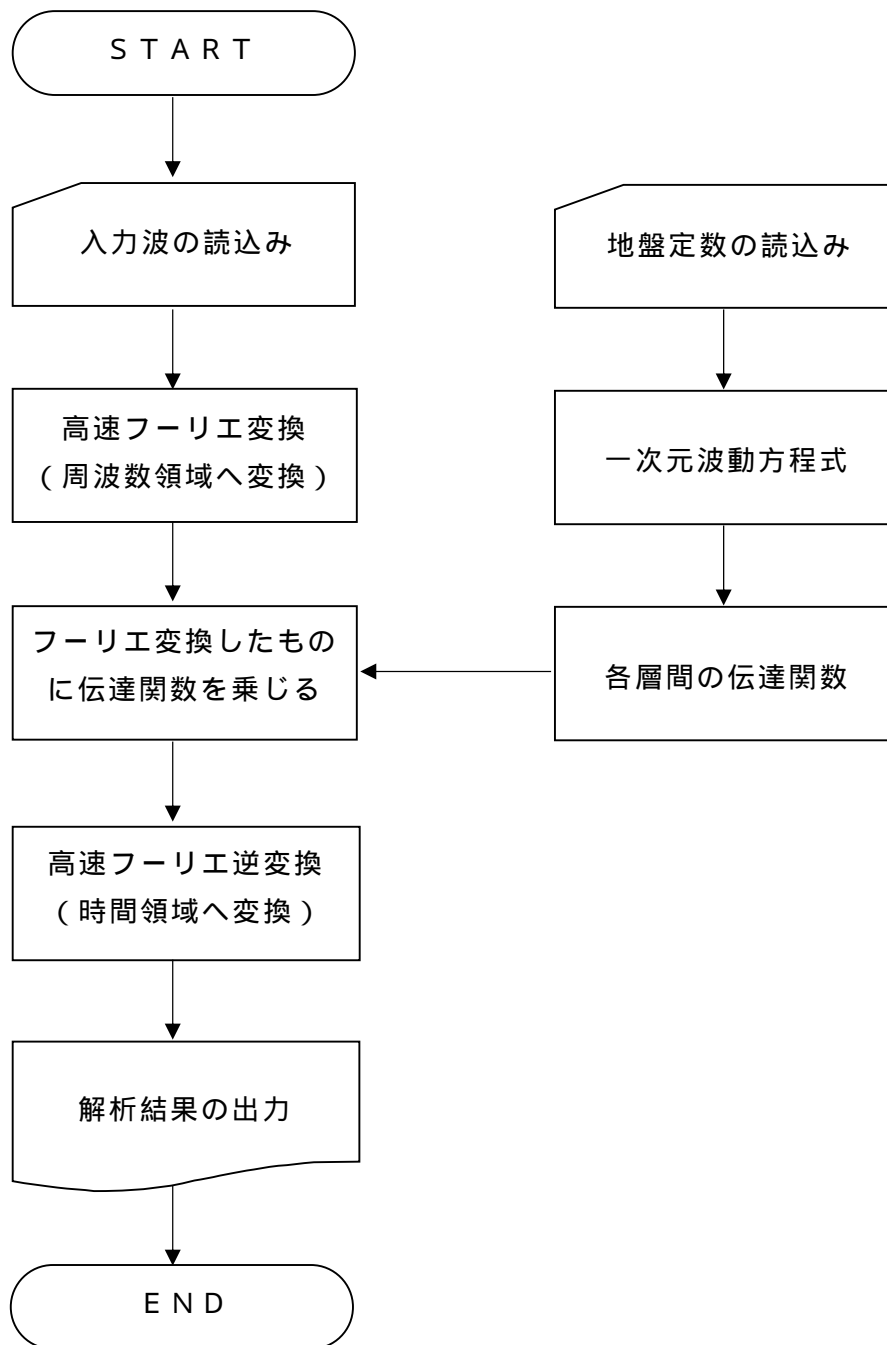 ＳＴＡＲＴ
入力波の読込み
高速フーリエ変換
（周波数領域へ変換）
フーリエ変換したもの
に伝達関数を乗じる
高速フーリエ逆変換
（時間領域へ変換）
解析結果の出力
ＥＮＤ
地盤定数の読込み
一次元波動方程式
各層間の伝達関数